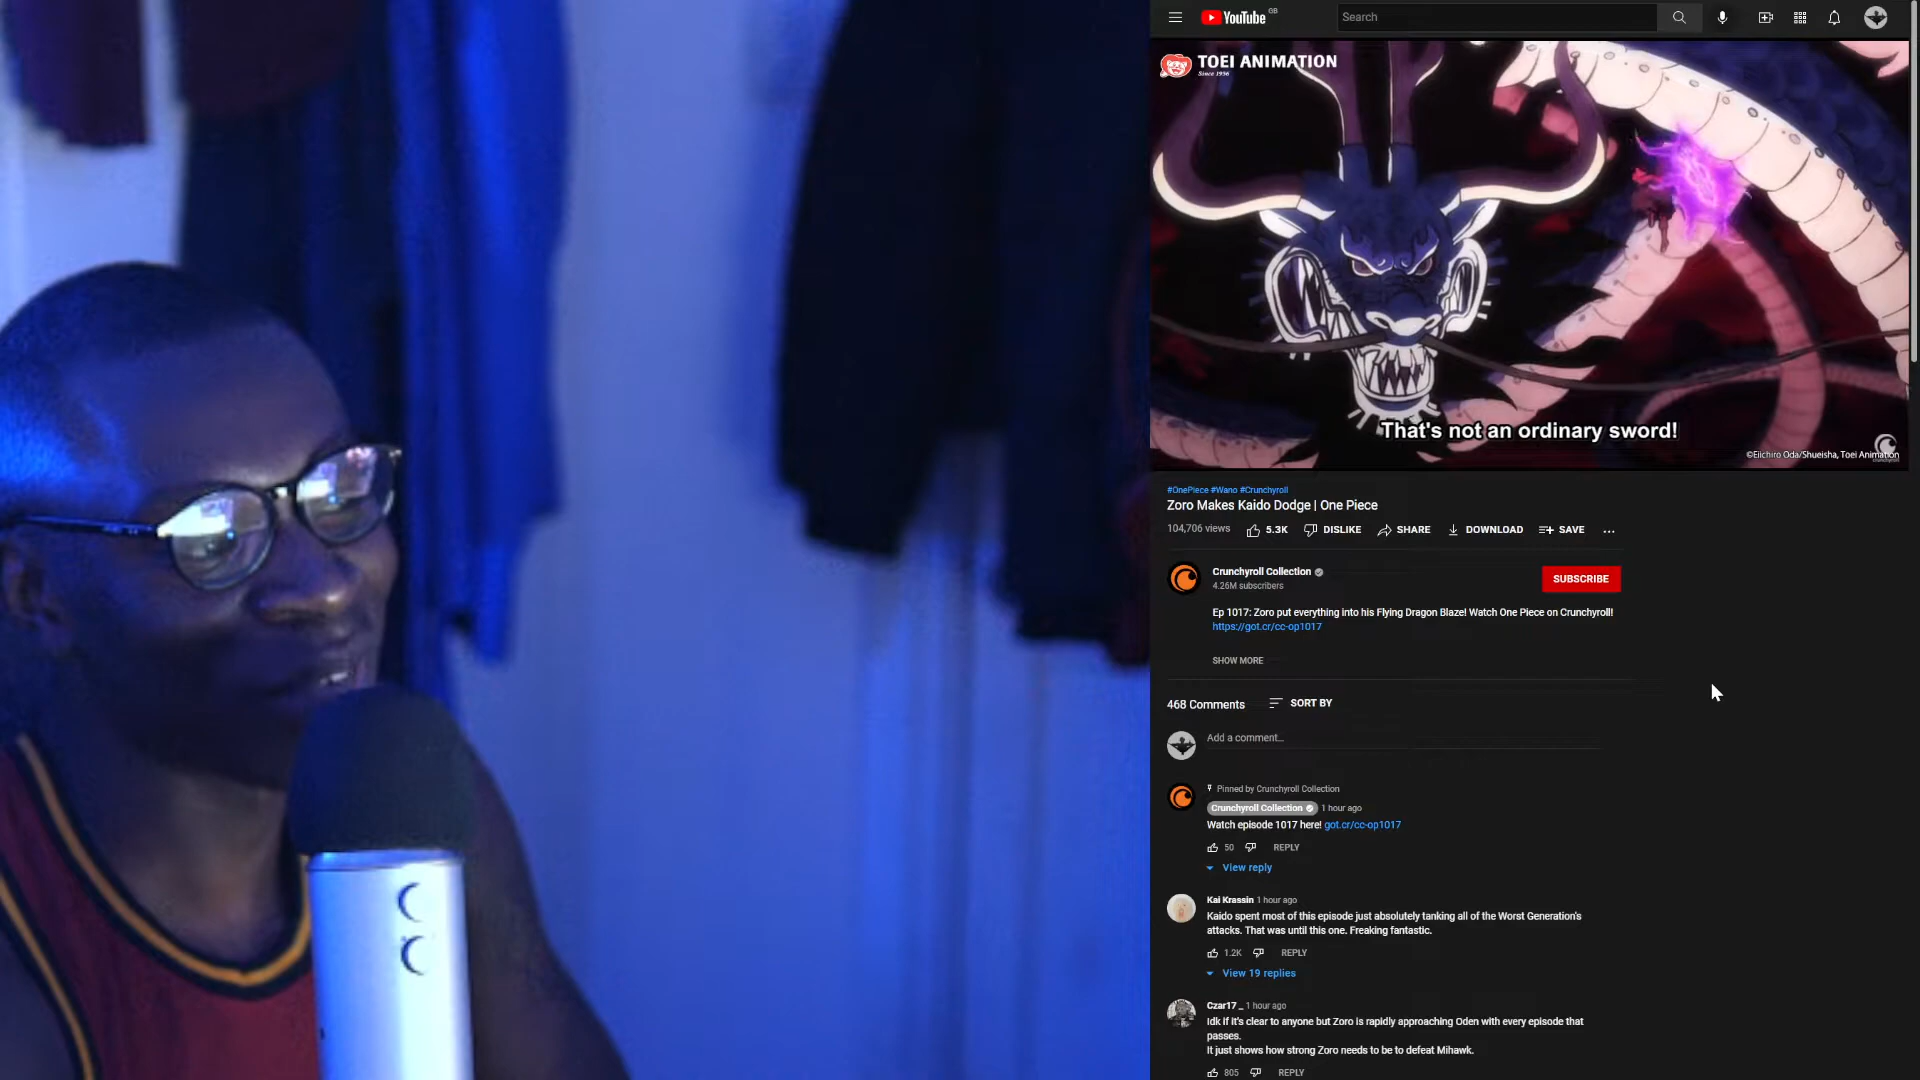 YouTube GB
Search
TOEI ANIMATION
Since 1956
That's not an ordinary sword!
©Eiichiro Oda/Shueisha, Toei Animation
#OnePiece #Wano #Crunchyroll
Zoro Makes Kaido Dodge | One Piece
104,706 views 5.3K DISLIKE SHARE DOWNLOAD SAVE ...
Crunchyroll Collection
4.26M subscribers
SUBSCRIBE
Ep 1017: Zoro put everything into his Flying Dragon Blaze! Watch One Piece on Crunchyroll!
https://got.cr/cc-op1017
SHOW MORE
468 Comments SORT BY
Add a comment...
Pinned by Crunchyroll Collection
Crunchyroll Collection 1 hour ago
Watch episode 1017 here! got.cr/cc-op1017
50 REPLY
View reply
Kai Krassin 1 hour ago
Kaido spent most of this episode just absolutely tanking all of the Worst Generation's
attacks. That was until this one. Freaking fantastic.
1.2K REPLY
View 19 replies
Czar17 _ 1 hour ago
Idk if it's clear to anyone but Zoro is rapidly approaching Oden with every episode that
passes.
It just shows how strong Zoro needs to be to defeat Mihawk.
805 REPLY